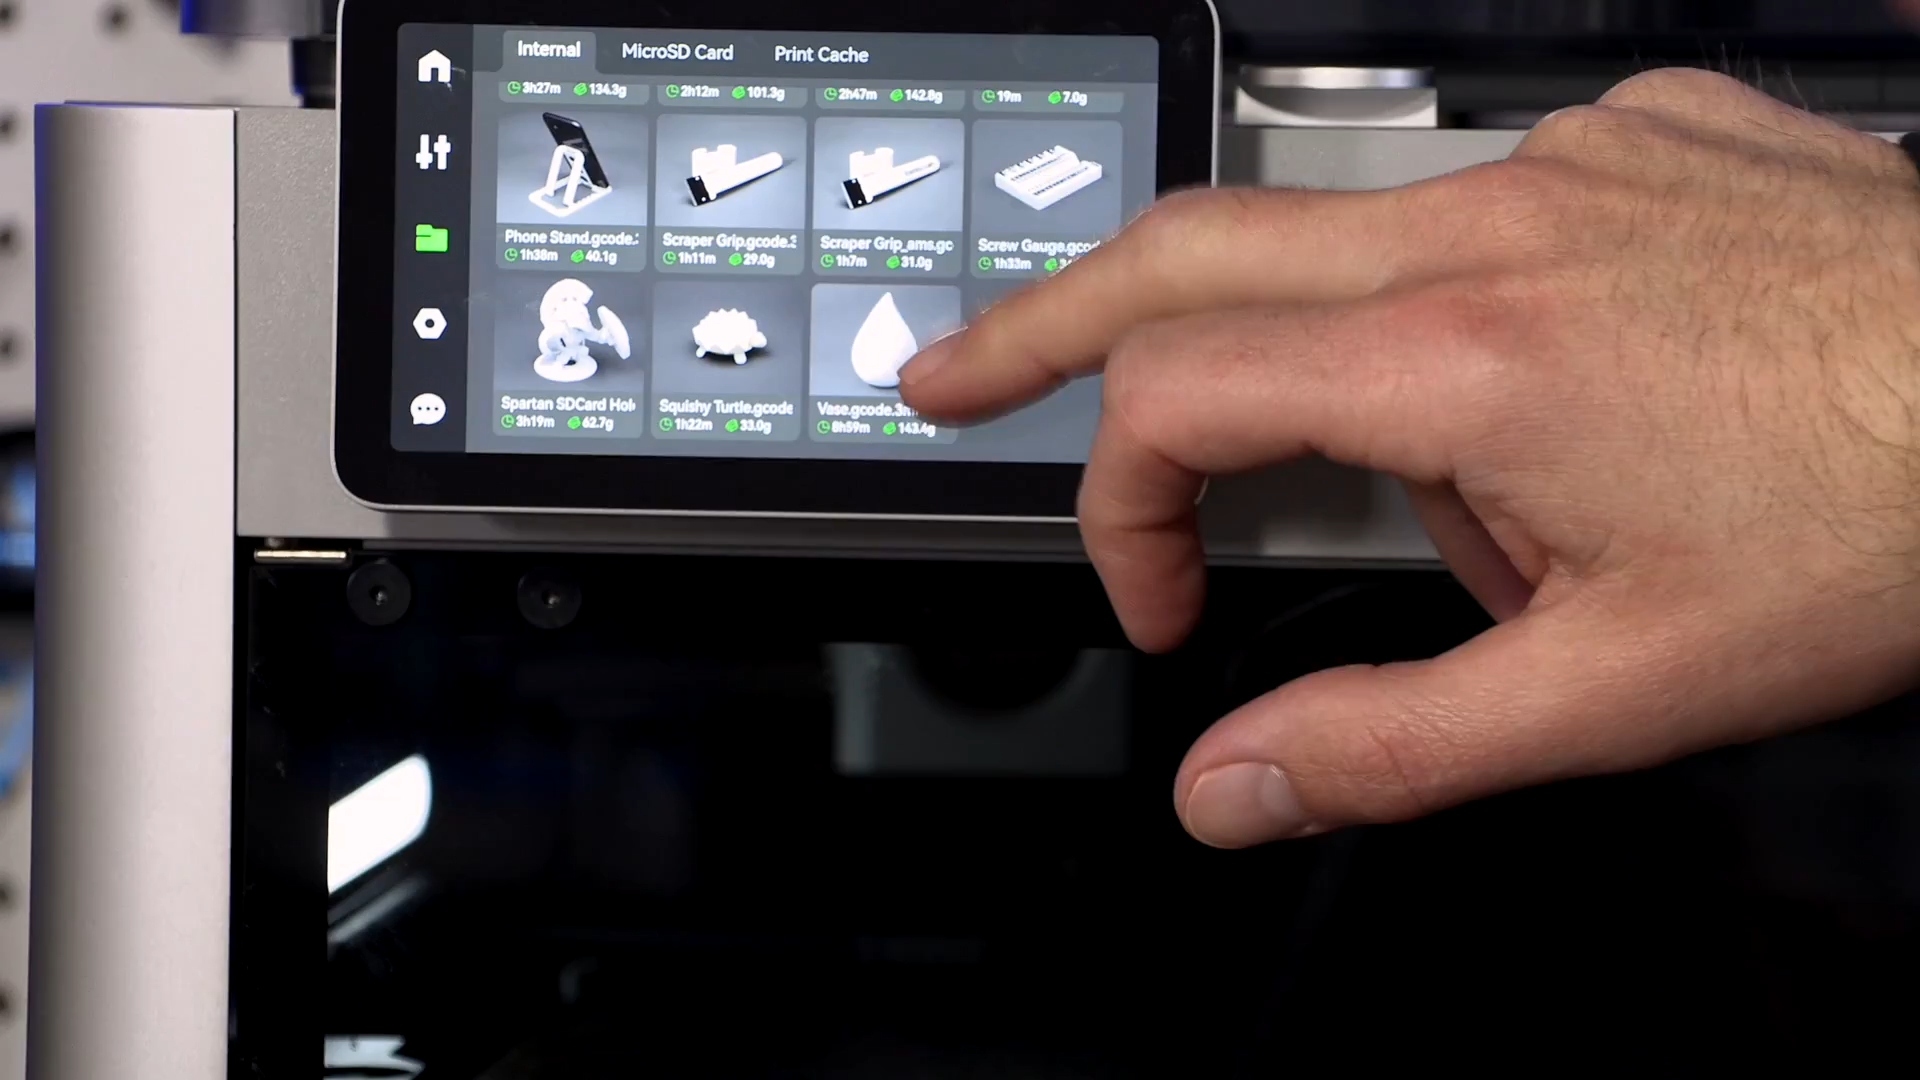 Internal MicroSD Card Print Cache
3h27m 134.3g 2h12m 101.3g 2h47m 142.8g 19m 7.0g
Phone Stand.gcode. Scraper Grip.gcode.3 Scraper Grip_ams.gc Screw Gauge.gco
1h38m 40.1g 1h11m 29.0g 1h7m 31.0g 1h33m
Spartan SDCard Hol Squishy Turtle.gcode Vase.gcode.3m
3h19m 62.7g 1h22m 33.0g 8h59m 143.4g